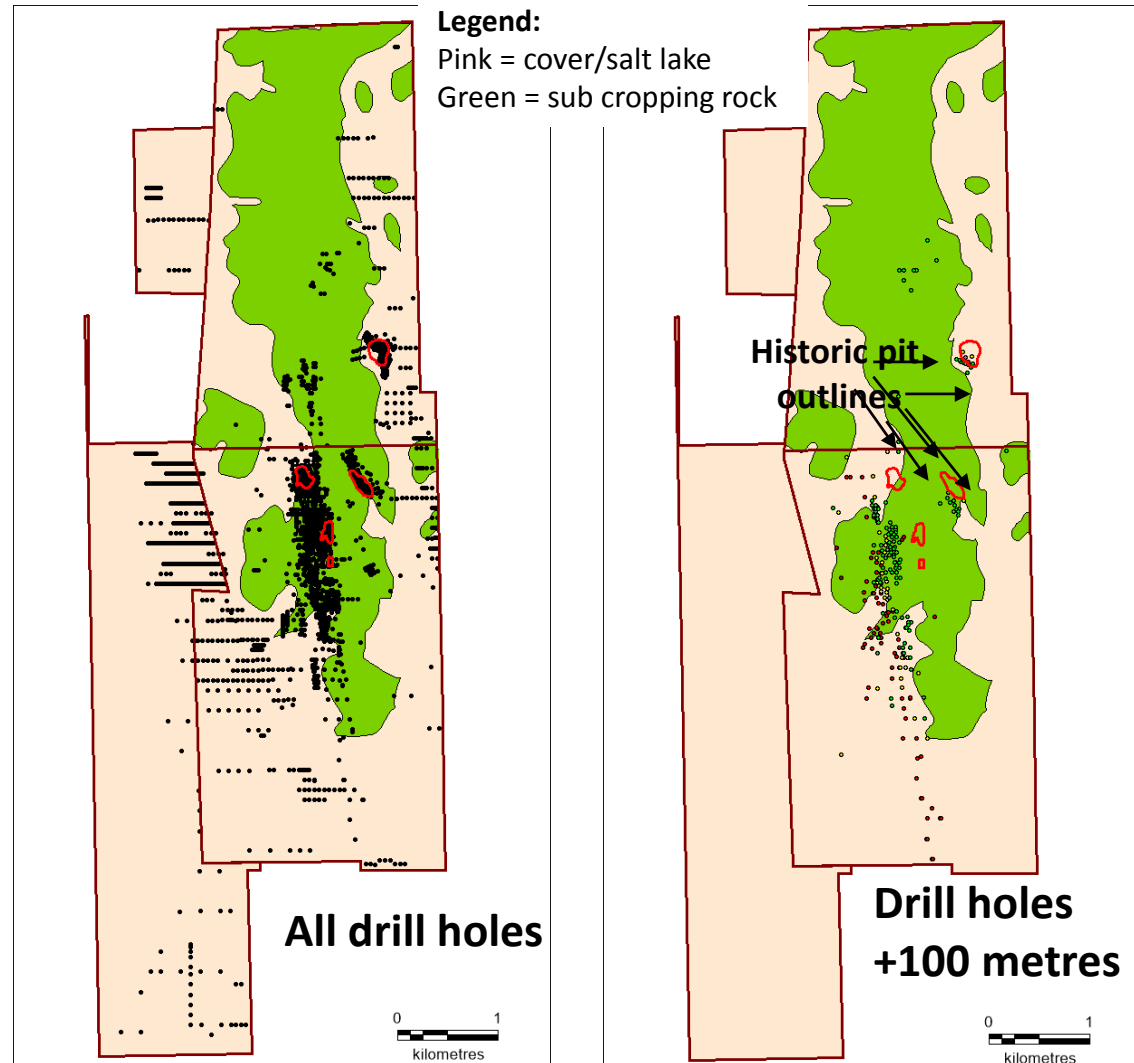 Legend:
Pink = cover/salt lake
Green = sub cropping rock
Historic pit
outlines
All drill holes
0 1
kilometres
Drill holes
+100 metres
0 1
kilometres